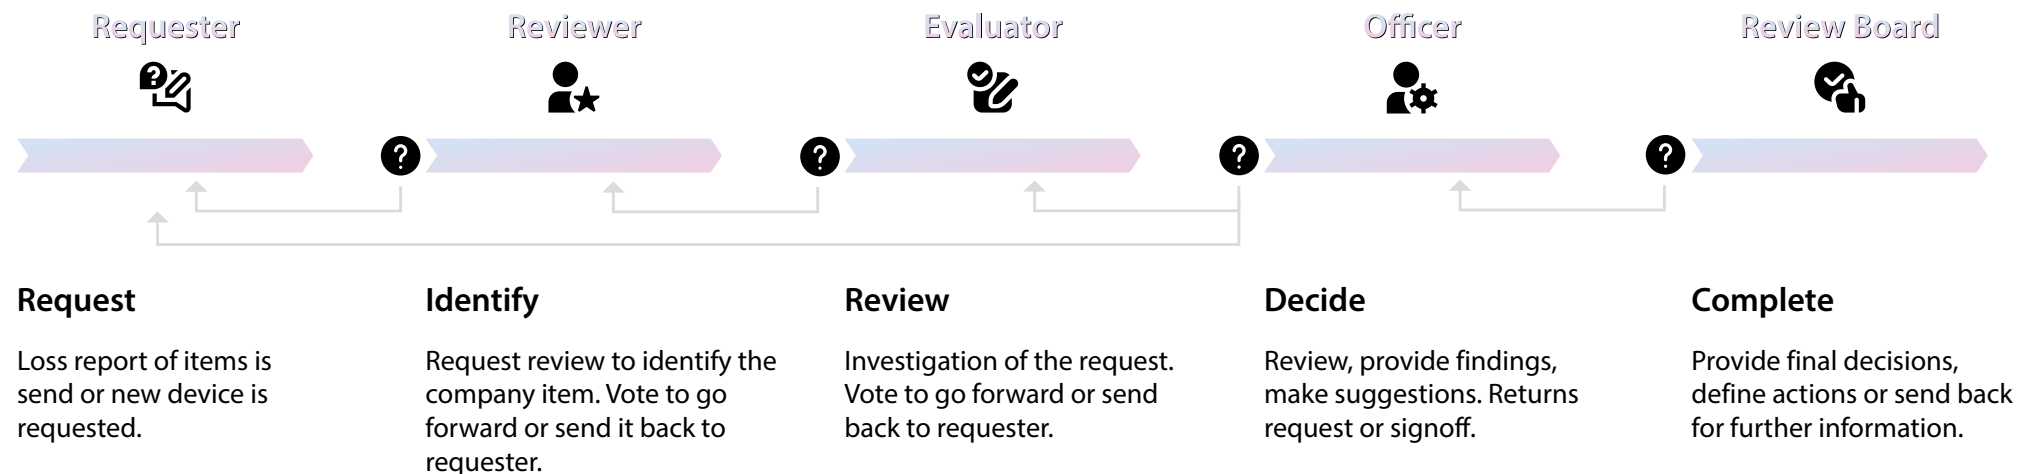 Requester
Reviewer
Evaluator
Officer
Review Board
?
?
?
?
?
Request
Loss report of items is
send or new device is
requested.
Identify
Request review to identify the
company item. Vote to go
forward or send it back to
requester.
Review
Investigation of the request.
Vote to go forward or send
back to requester.
Decide
Review, provide findings,
make suggestions. Returns
request or signoff.
Complete
Provide final decisions,
define actions or send back
for further information.